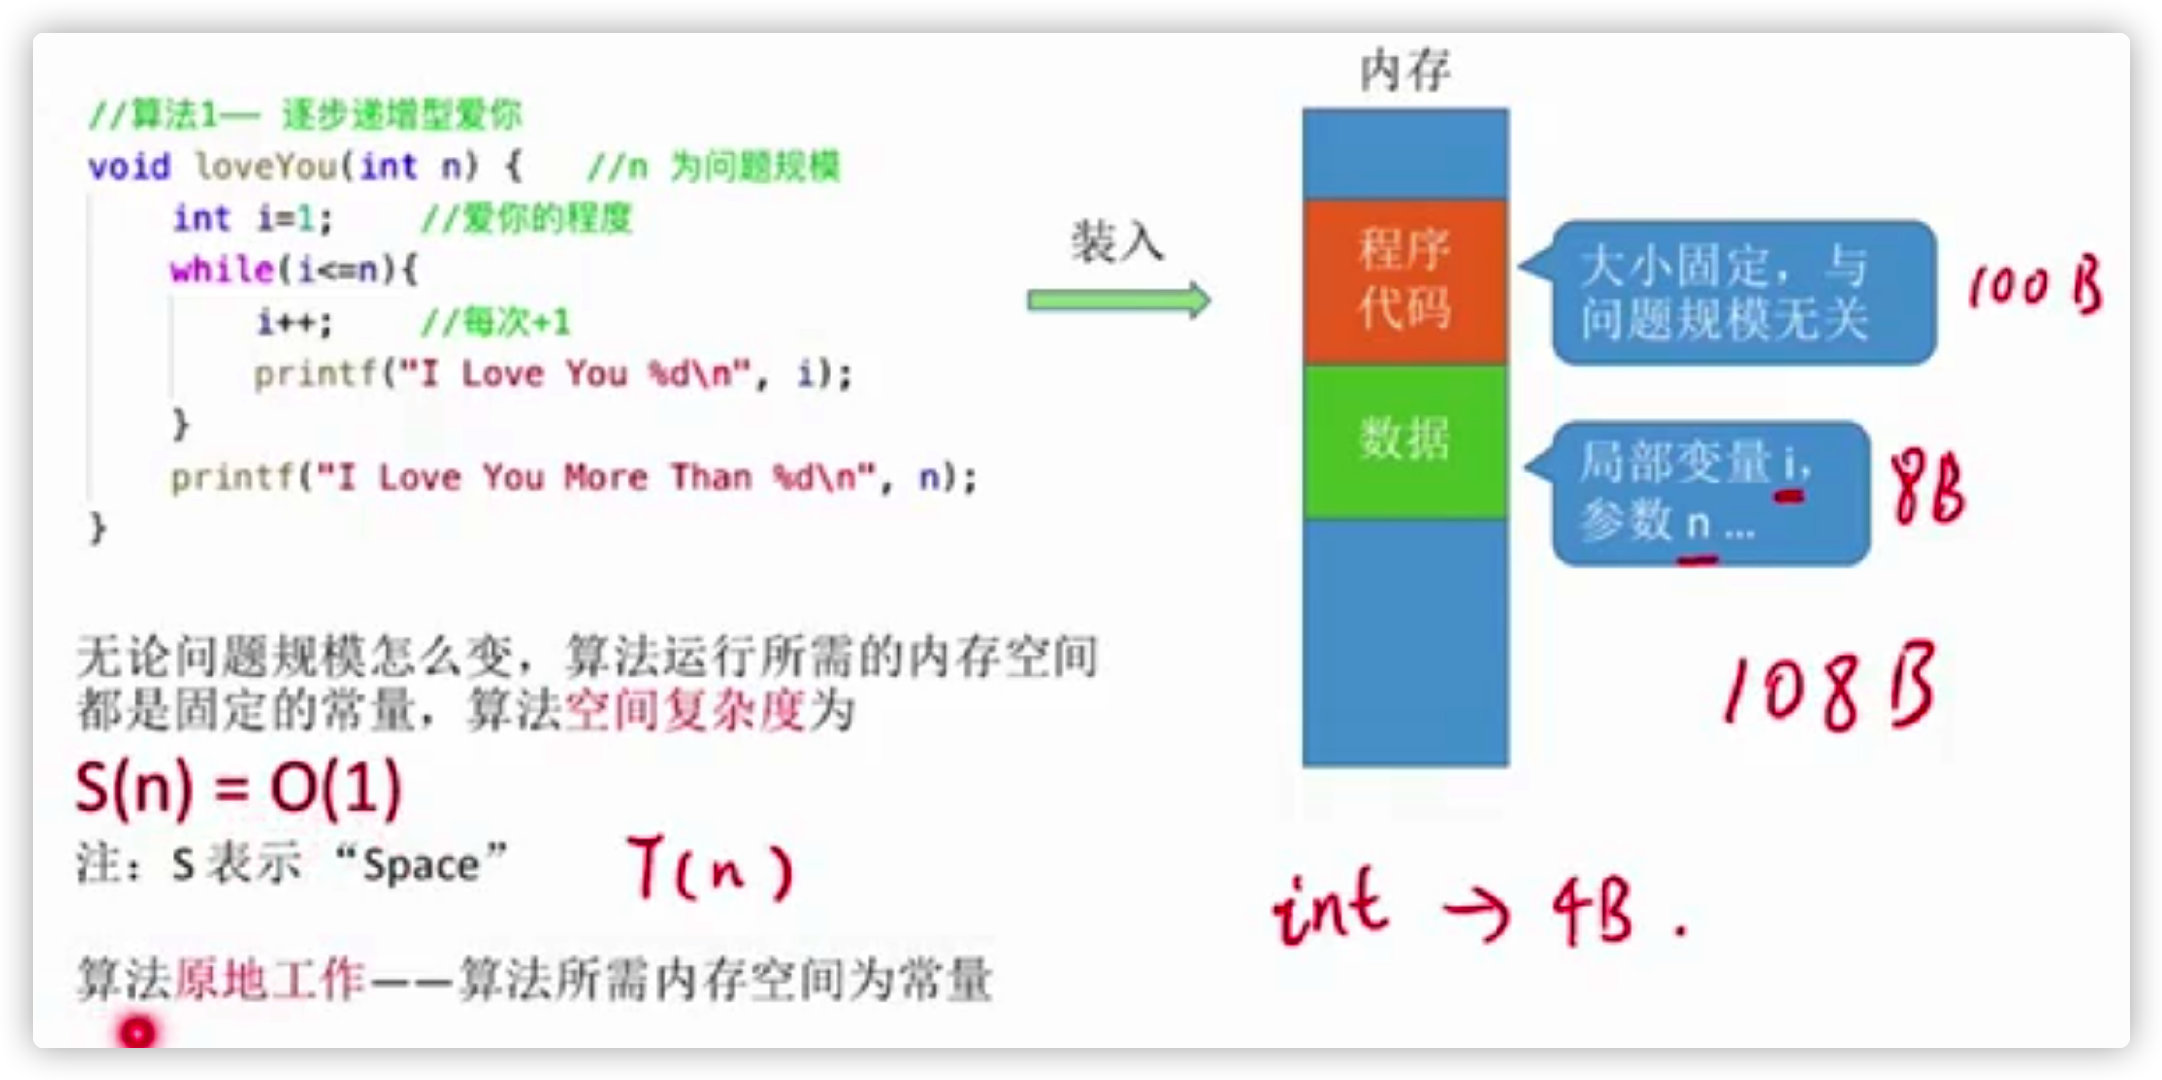 //算法1—— 逐步递增型爱你
void loveYou(int n) {   //n 为问题规模
    int i=1;    //爱你的程度
    while(i<=n){
        i++;    //每次+1
        printf("I Love You %d\n", i);
    }
    printf("I Love You More Than %d\n", n);
}
无论问题规模怎么变，算法运行所需的内存空间
都是固定的常量，算法空间复杂度为
S(n) = O(1)
注：S 表示 “Space”
T(n)
算法原地工作——算法所需内存空间为常量
装入
内存
程序
代码
大小固定，与
问题规模无关
100 B
数据
局部变量 i，
参数 n ...
8B
108 B
int → 4B .